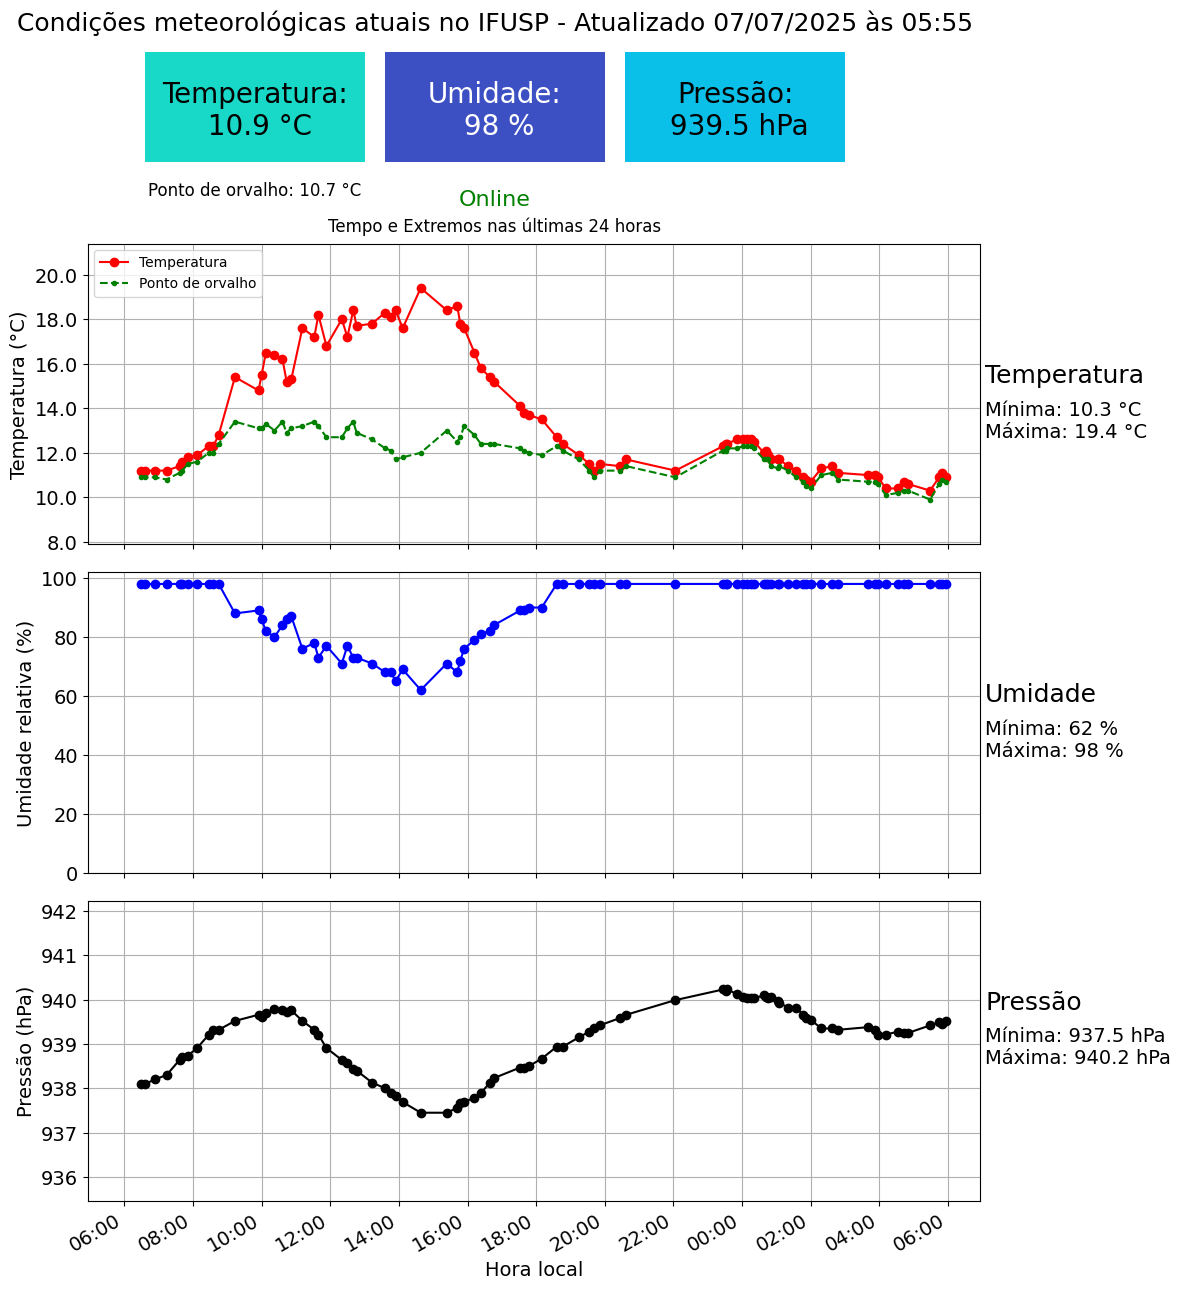 Condições meteorológicas atuais no IFUSP - Atualizado 07/07/2025 às 05:55
Temperatura:
10.9 °C
Umidade:
98 %
Pressão:
939.5 hPa
Ponto de orvalho: 10.7 °C
Online
Tempo e Extremos nas últimas 24 horas
Temperatura
Ponto de orvalho
Temperatura (°C)
20.0
18.0
16.0
14.0
12.0
10.0
8.0
Temperatura
Mínima: 10.3 °C
Máxima: 19.4 °C
Umidade relativa (%)
100
80
60
40
20
0
Umidade
Mínima: 62 %
Máxima: 98 %
Pressão (hPa)
942
941
940
939
938
937
936
Pressão
Mínima: 937.5 hPa
Máxima: 940.2 hPa
06:00
08:00
10:00
12:00
14:00
16:00
18:00
20:00
22:00
00:00
02:00
04:00
06:00
Hora local